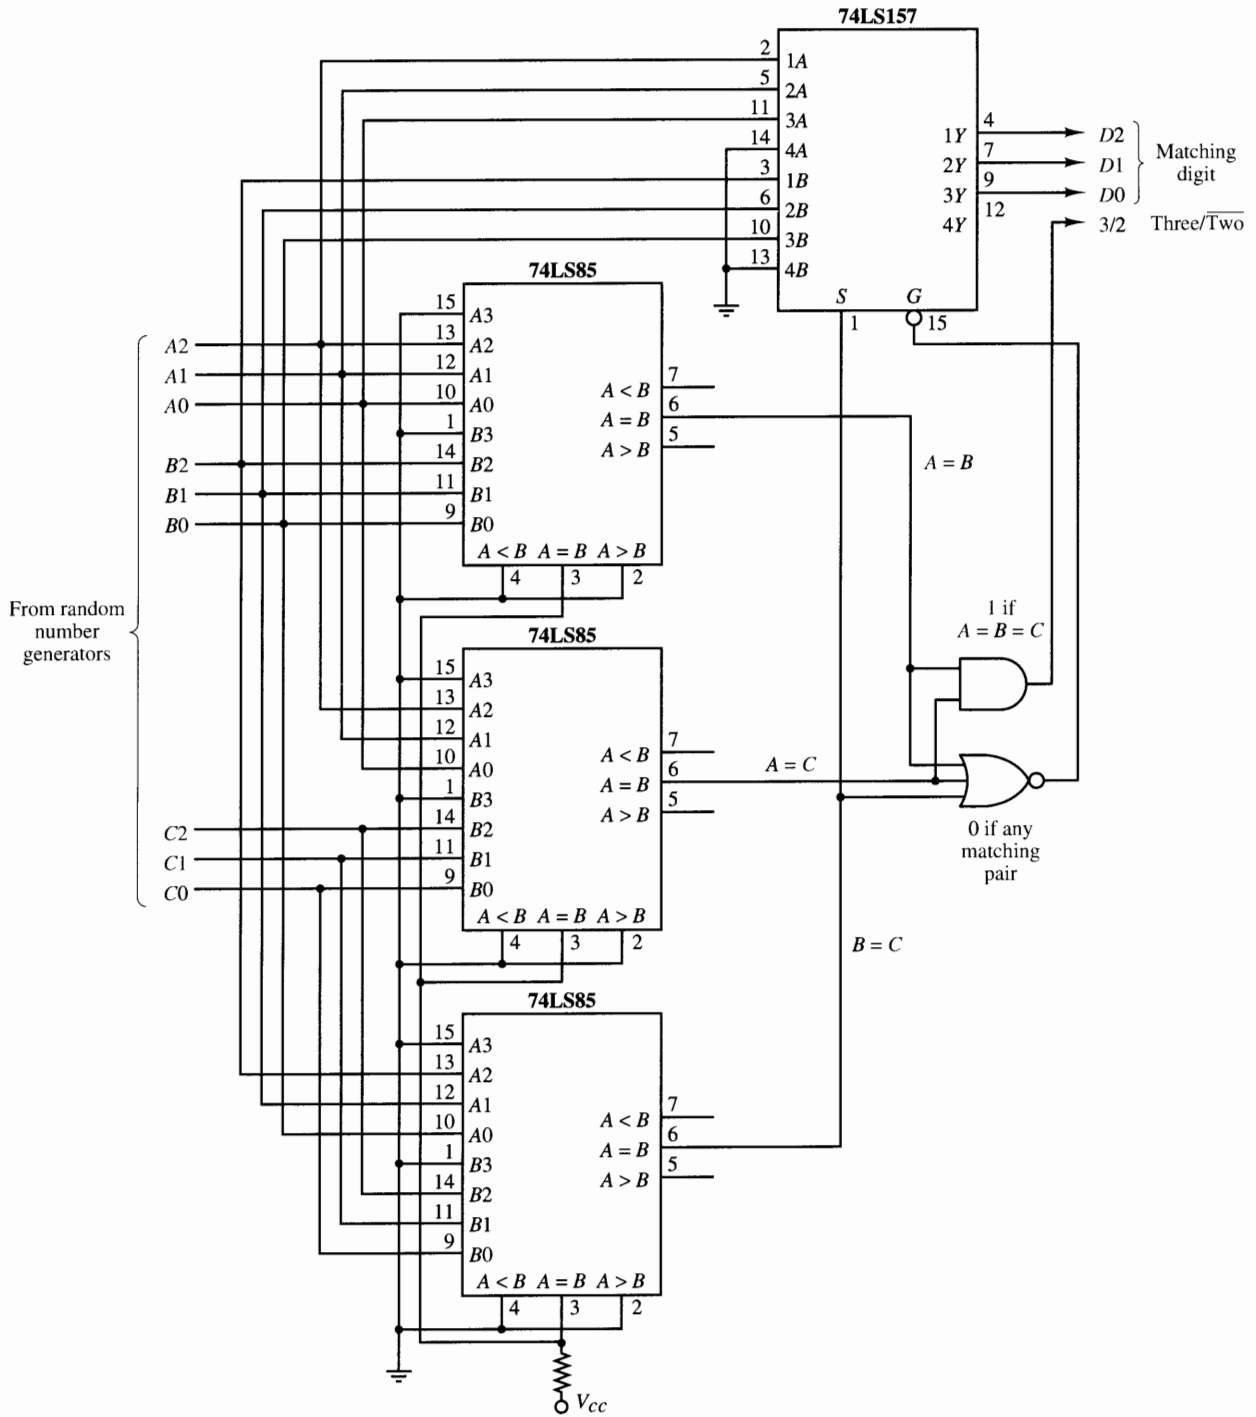 74LS157
2 1A
5 2A
11 3A
14 4A
3 1B
6 2B
10 3B
13 4B
1Y 4
2Y 7
3Y 9
4Y 12
S G
1 15
D2
D1
D0
Matching
digit
3/2 Three/Two
74LS85
15 A3
13 A2
12 A1
10 A0
1 B3
14 B2
11 B1
9 B0
A < B 7
A = B 6
A > B 5
A < B A = B A > B
4 3 2
A2
A1
A0
B2
B1
B0
A = B
From random
number
generators
1 if
A = B = C
74LS85
15 A3
13 A2
12 A1
10 A0
1 B3
14 B2
11 B1
9 B0
A < B 7
A = B 6
A > B 5
A < B A = B A > B
4 3 2
A = C
C2
C1
C0
0 if any
matching
pair
B = C
74LS85
15 A3
13 A2
12 A1
10 A0
1 B3
14 B2
11 B1
9 B0
A < B 7
A = B 6
A > B 5
A < B A = B A > B
4 3 2
VCC